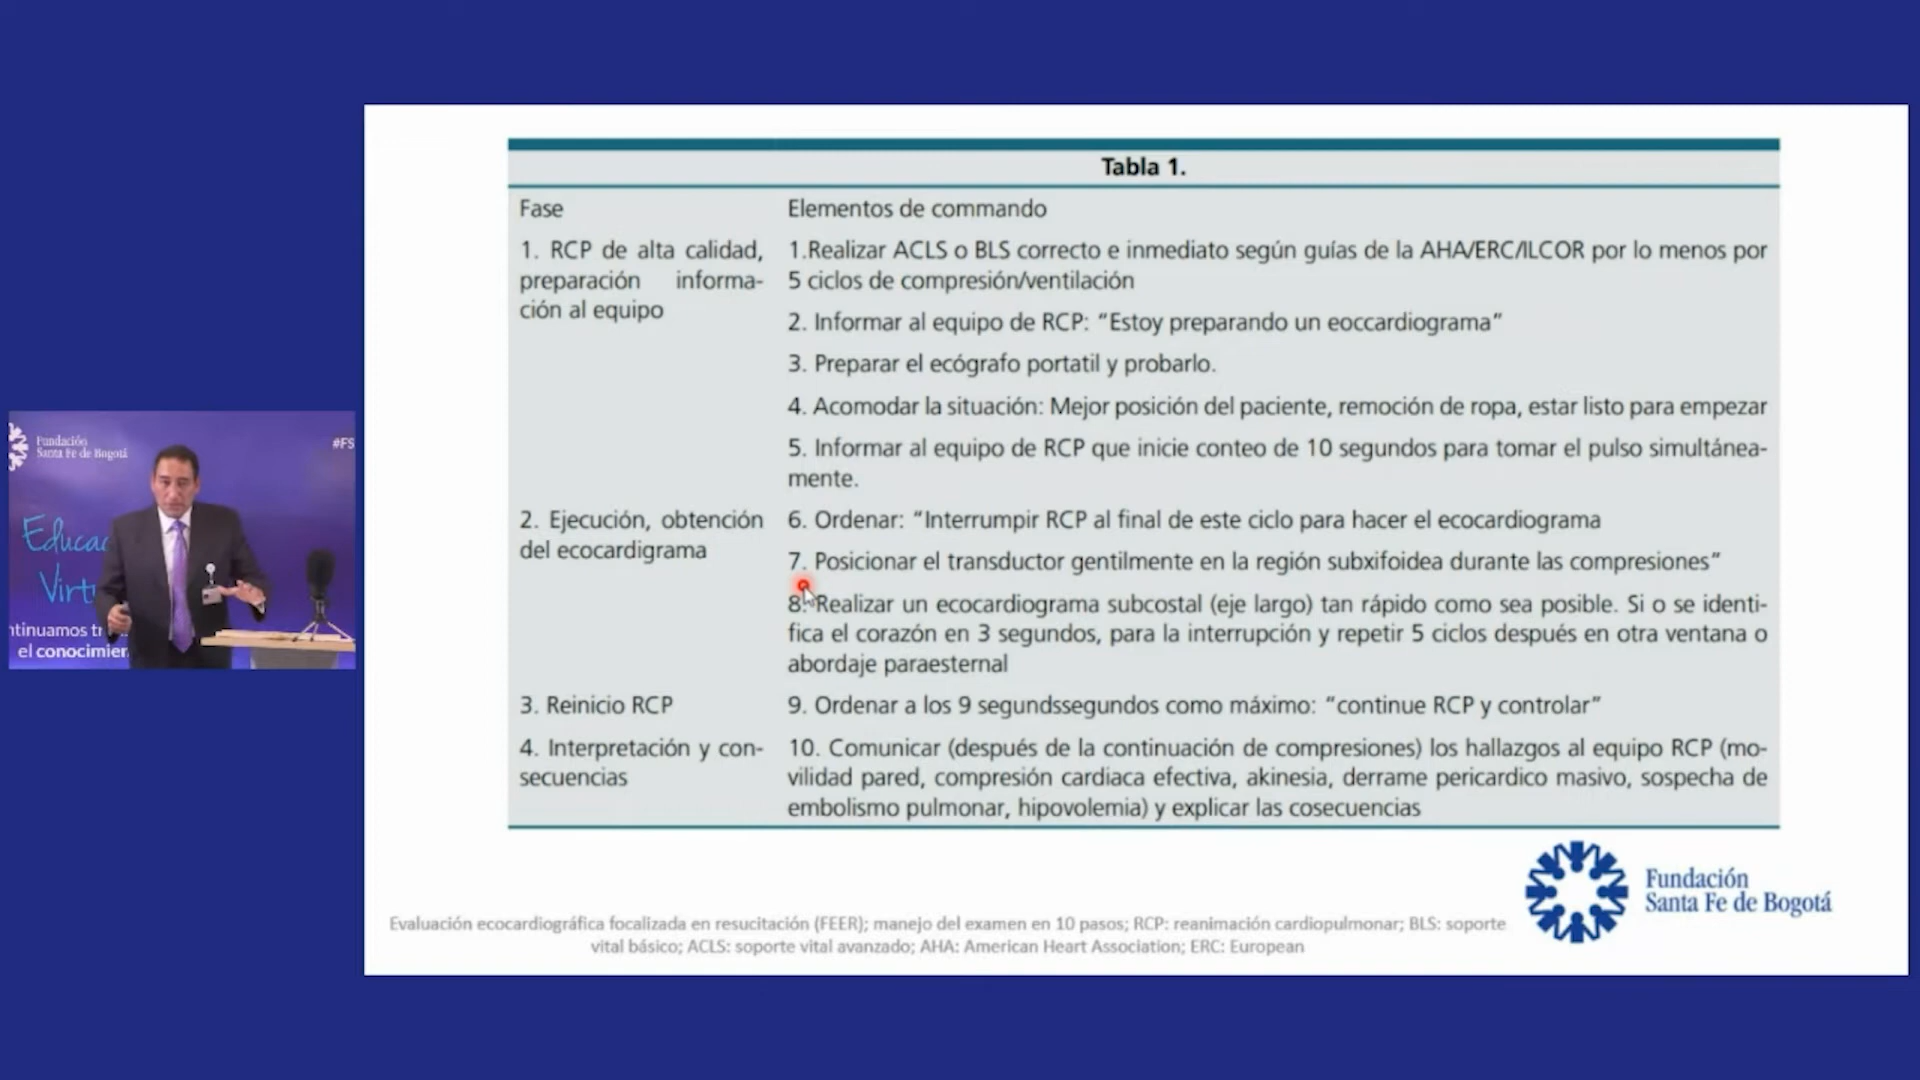 Tabla 1.
Fase
Elementos de commando
1. RCP de alta calidad,
preparación informa-
ción al equipo
1.Realizar ACLS o BLS correcto e inmediato según guías de la AHA/ERC/ILCOR por lo menos por
5 ciclos de compresión/ventilación
2. Informar al equipo de RCP: “Estoy preparando un eoccardiograma”
3. Preparar el ecógrafo portatil y probarlo.
4. Acomodar la situación: Mejor posición del paciente, remoción de ropa, estar listo para empezar
5. Informar al equipo de RCP que inicie conteo de 10 segundos para tomar el pulso simultánea-
mente.
2. Ejecución, obtención
del ecocardigrama
6. Ordenar: “Interrumpir RCP al final de este ciclo para hacer el ecocardiograma
7. Posicionar el transductor gentilmente en la región subxifoidea durante las compresiones”
8. Realizar un ecocardiograma subcostal (eje largo) tan rápido como sea posible. Si o se identi-
fica el corazón en 3 segundos, para la interrupción y repetir 5 ciclos después en otra ventana o
abordaje paraesternal
3. Reinicio RCP
9. Ordenar a los 9 segundssegundos como máximo: “continue RCP y controlar”
4. Interpretación y con-
secuencias
10. Comunicar (después de la continuación de compresiones) los hallazgos al equipo RCP (mo-
vilidad pared, compresión cardiaca efectiva, akinesia, derrame pericardico masivo, sospecha de
embolismo pulmonar, hipovolemia) y explicar las cosecuencias
Fundación
Santa Fe de Bogotá
Evaluación ecocardiográfica focalizada en resucitación (FEER); manejo del examen en 10 pasos; RCP: reanimación cardiopulmonar; BLS: soporte
vital básico; ACLS: soporte vital avanzado; AHA: American Heart Association; ERC: European
Fundación
Santa Fe de Bogotá
#FS
Educac
Virtu
ntinuamos tr
el conocimien